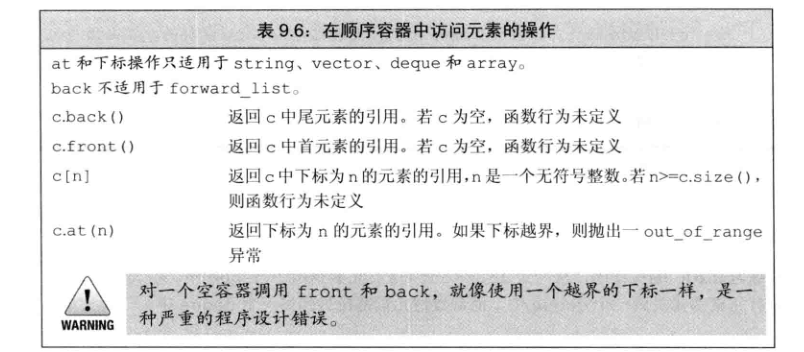 表 9.6：在顺序容器中访问元素的操作
at 和下标操作只适用于 string、vector、deque 和 array。
back 不适用于 forward_list。
c.back() 返回 c 中尾元素的引用。若 c 为空，函数行为未定义
c.front() 返回 c 中首元素的引用。若 c 为空，函数行为未定义
c[n] 返回 c 中下标为 n 的元素的引用,n 是一个无符号整数。若 n>=c.size()，
则函数行为未定义
c.at(n) 返回下标为 n 的元素的引用。如果下标越界，则抛出一 out_of_range
异常
对一个空容器调用 front 和 back，就像使用一个越界的下标一样，是一
WARNING 种严重的程序设计错误。